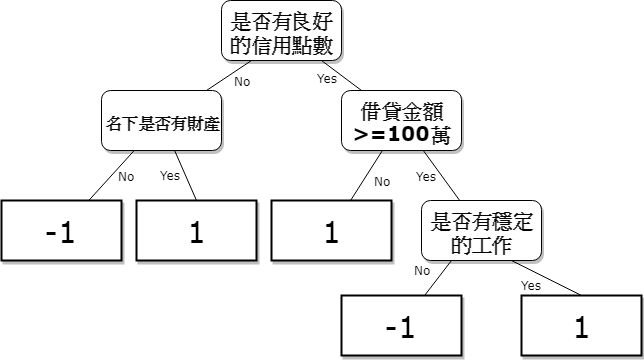 是否有良好
的信用點數
No
Yes
名下是否有財產
借貸金額
>=100萬
No
Yes
No
Yes
-1
1
1
是否有穩定
的工作
No
Yes
-1
1